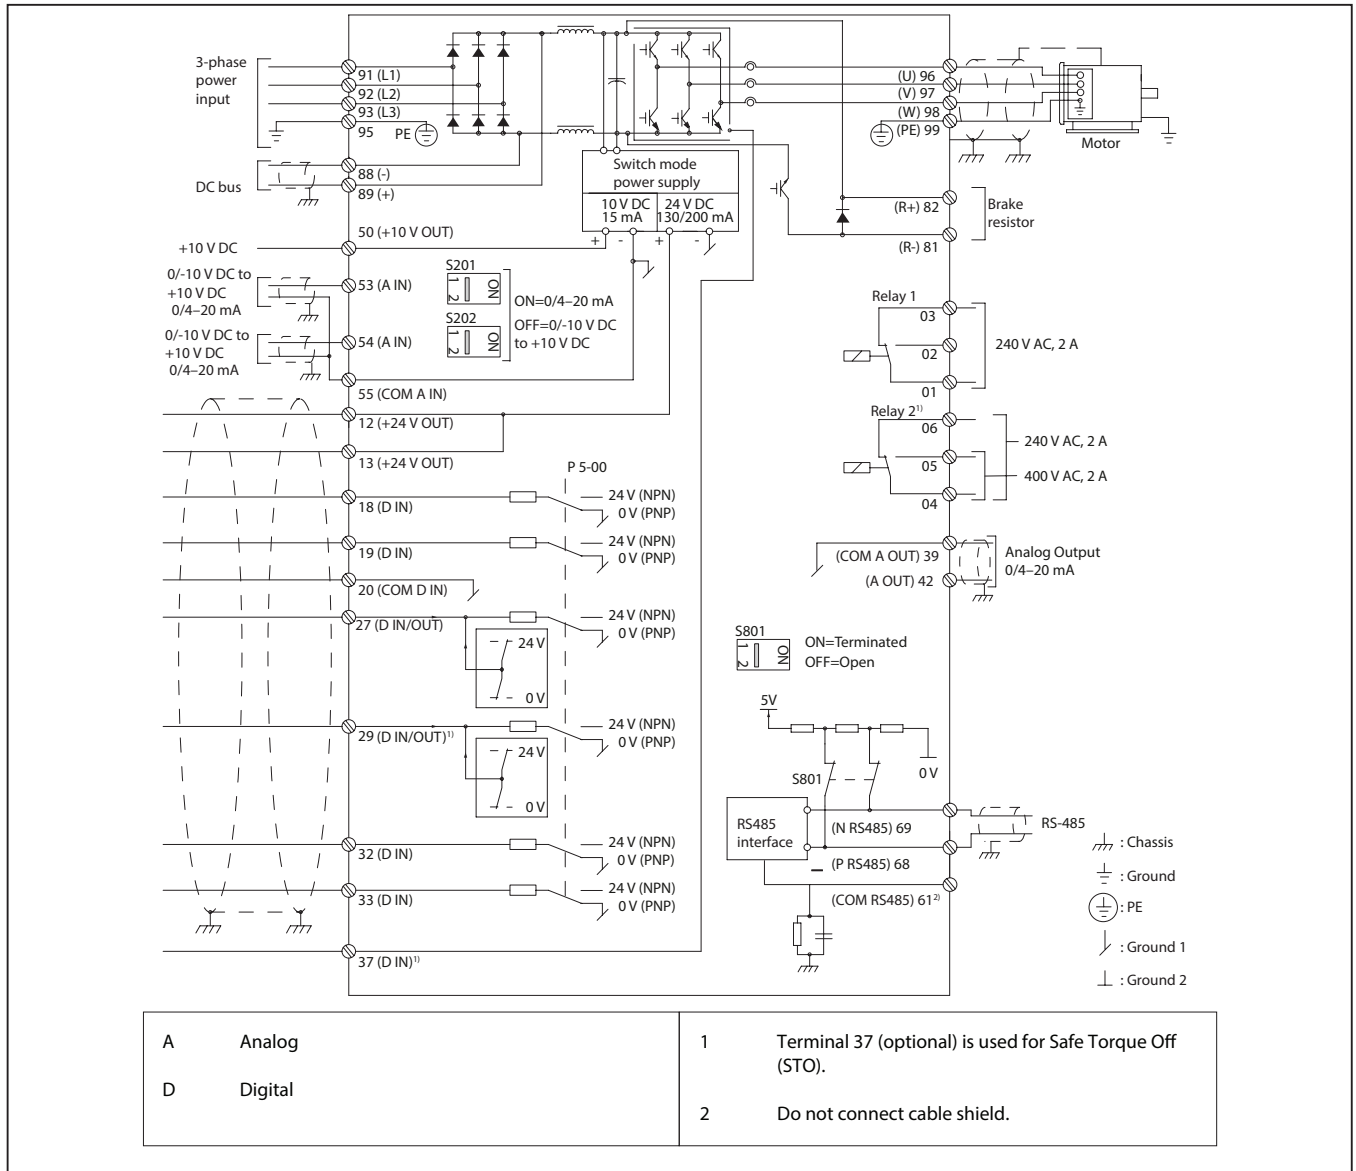 3-phase
power
input
91 (L1)
92 (L2)
93 (L3)
95
PE
DC bus
88 (-)
89 (+)
+10 V DC
50 (+10 V OUT)
0/-10 V DC to
+10 V DC
0/4–20 mA
53 (A IN)
0/-10 V DC to
+10 V DC
0/4–20 mA
54 (A IN)
55 (COM A IN)
12 (+24 V OUT)
13 (+24 V OUT)
18 (D IN)
19 (D IN)
20 (COM D IN)
27 (D IN/OUT)
29 (D IN/OUT)1)
32 (D IN)
33 (D IN)
37 (D IN)1)
Switch mode
power supply
10 V DC
15 mA
24 V DC
130/200 mA
+ - + -
S201
1
2
ON
S202
1
2
ON
ON=0/4–20 mA
OFF=0/-10 V DC
to +10 V DC
P 5-00
24 V (NPN)
0 V (PNP)
24 V (NPN)
0 V (PNP)
24 V (NPN)
0 V (PNP)
24 V
0 V
24 V (NPN)
0 V (PNP)
24 V
0 V
24 V (NPN)
0 V (PNP)
24 V (NPN)
0 V (PNP)
(U) 96
(V) 97
(W) 98
(PE) 99
Motor
(R+) 82
(R-) 81
Brake
resistor
Relay 1
03
02
01
240 V AC, 2 A
Relay 21)
06
05
04
240 V AC, 2 A
400 V AC, 2 A
(COM A OUT) 39
(A OUT) 42
Analog Output
0/4–20 mA
S801
1
2
ON
ON=Terminated
OFF=Open
5V
0 V
S801
RS485
interface
(N RS485) 69
(P RS485) 68
(COM RS485) 612)
RS-485
: Chassis
: Ground
: PE
: Ground 1
: Ground 2
A Analog
D Digital
1 Terminal 37 (optional) is used for Safe Torque Off
(STO).
2 Do not connect cable shield.